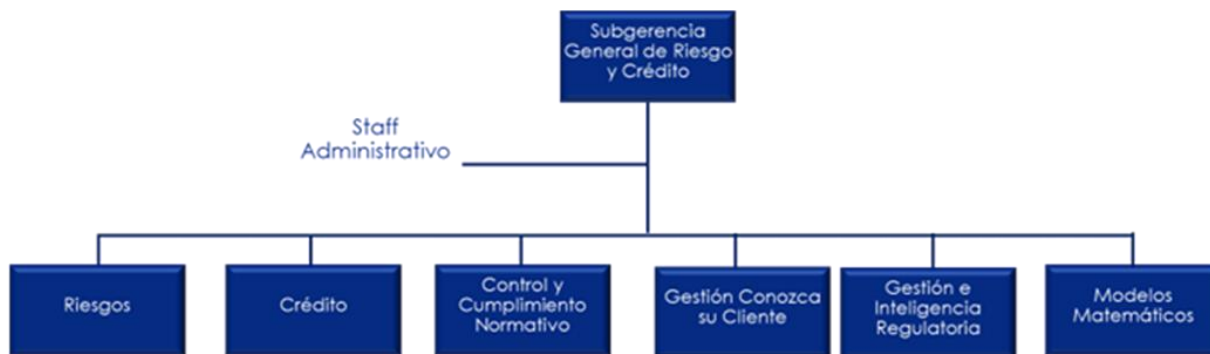 Subgerencia
General de Riesgo
y Crédito
Staff
Administrativo
Riesgos
Crédito
Control y
Cumplimiento
Normativo
Gestión Conozca
su Cliente
Gestión e
Inteligencia
Regulatoria
Modelos
Matemáticos